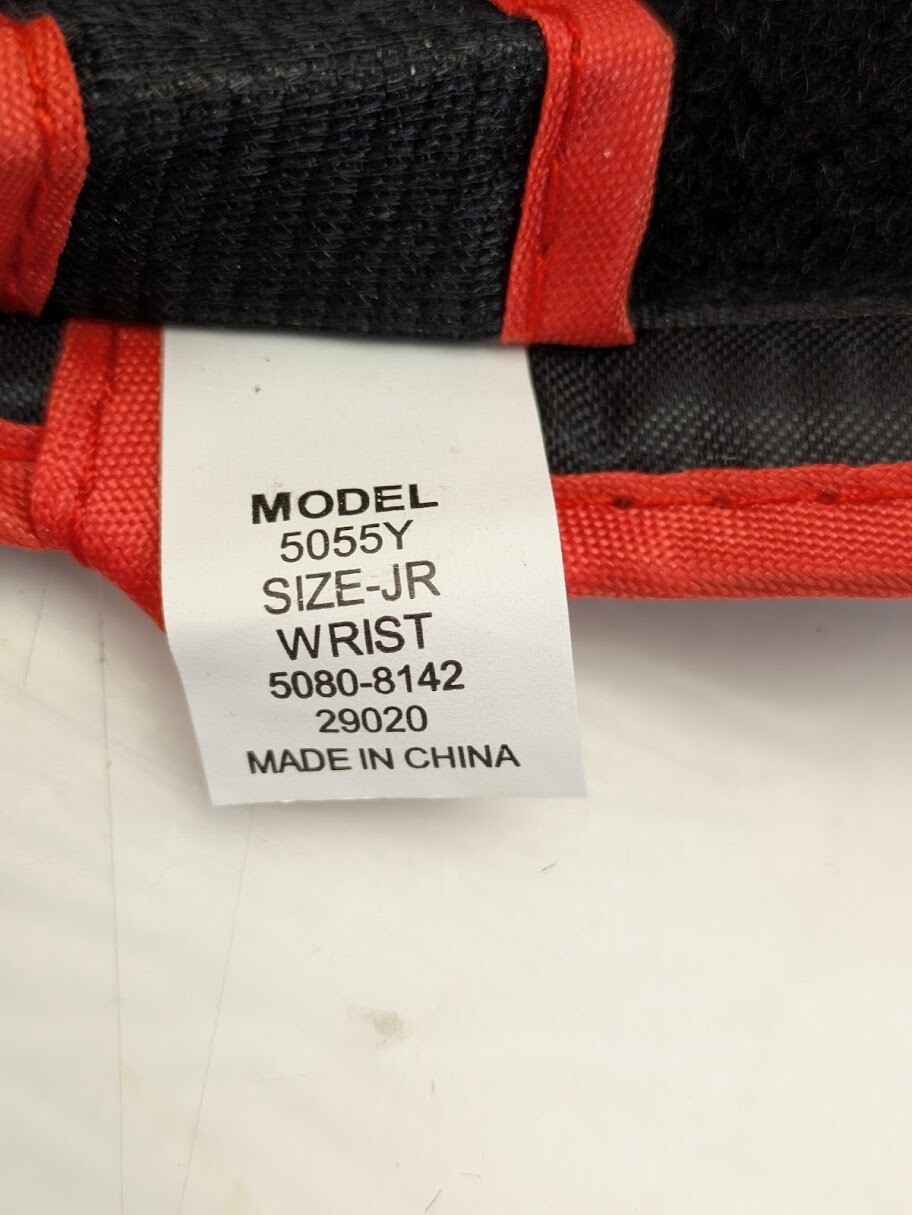 MODEL
5055Y
SIZE-JR
WRIST
5080-8142
29020
MADE IN CHINA